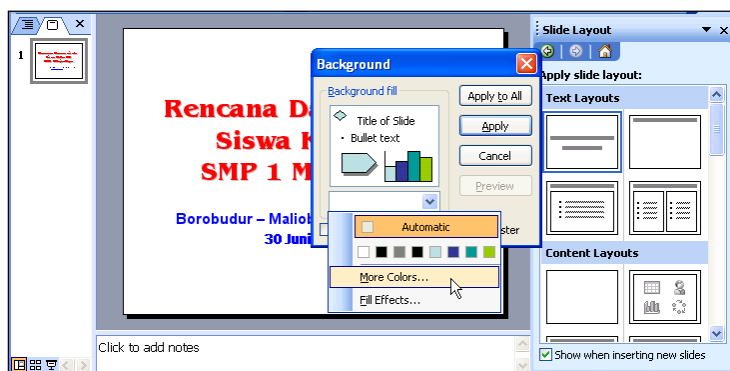 1
Rencana Da
Siswa K
SMP 1 M
Borobudur – Maliob
30 Juni
Click to add notes
Background
Background fill
Title of Slide
• Bullet text
Apply to All
Apply
Cancel
Preview
ster
Automatic
More Colors...
Fill Effects...
Slide Layout
Apply slide layout:
Text Layouts
Content Layouts
Show when inserting new slides